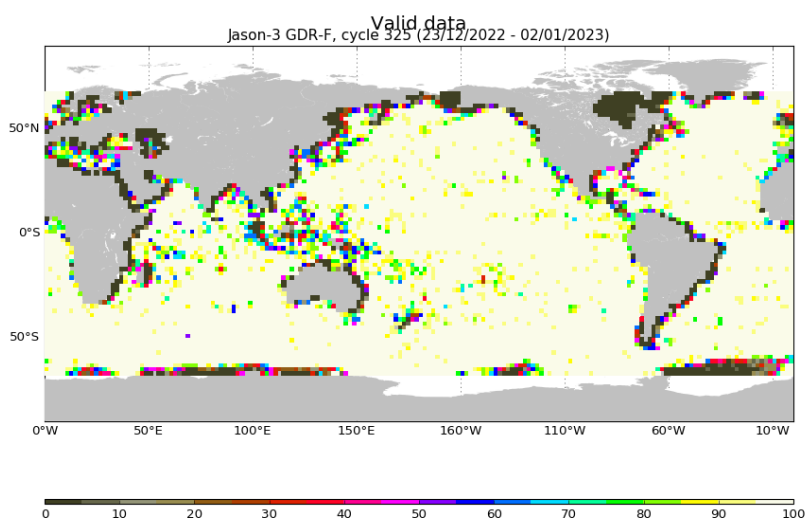 Valid data
Jason-3 GDR-F, cycle 325 (23/12/2022 - 02/01/2023)
50°N
0°S
50°S
0°W 50°E 100°E 150°E 160°W 110°W 60°W 10°W
0 10 20 30 40 50 60 70 80 90 100